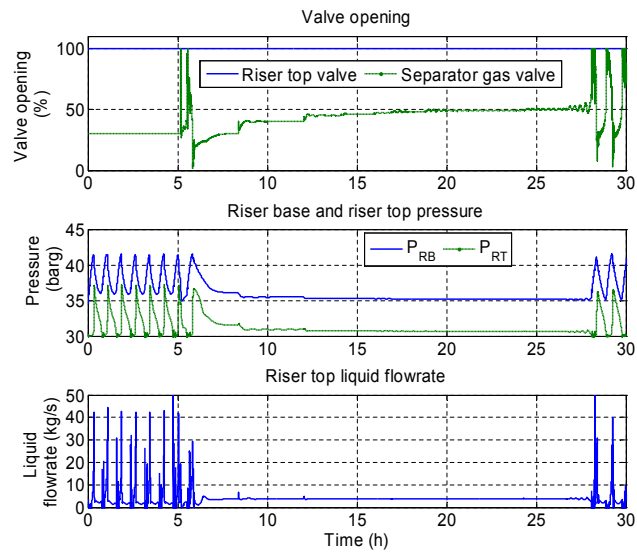 Valve opening
Valve opening
(%)
100
50
0
Riser top valve
Separator gas valve
0 5 10 15 20 25 30
Riser base and riser top pressure
Pressure
(barg)
45
40
35
30
P_RB
P_RT
0 5 10 15 20 25 30
Riser top liquid flowrate
Liquid
flowrate (kg/s)
50
40
30
20
10
0
0 5 10 15 20 25 30
Time (h)